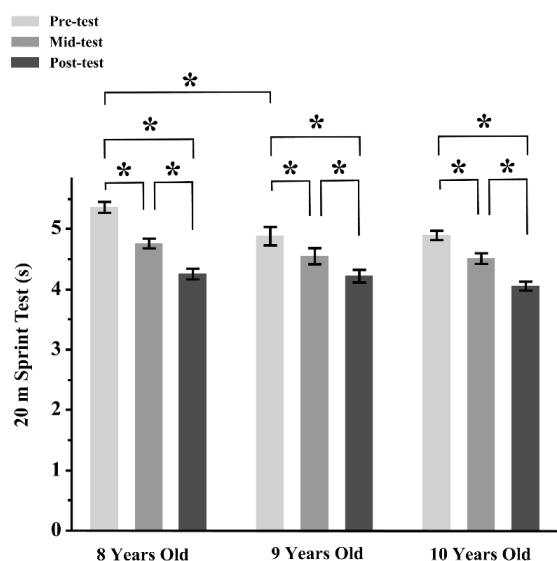 Pre-test
Mid-test
Post-test
*
*
*
*
* *
* *
* *
20 m Sprint Test (s)
5
4
3
2
1
0
8 Years Old
9 Years Old
10 Years Old